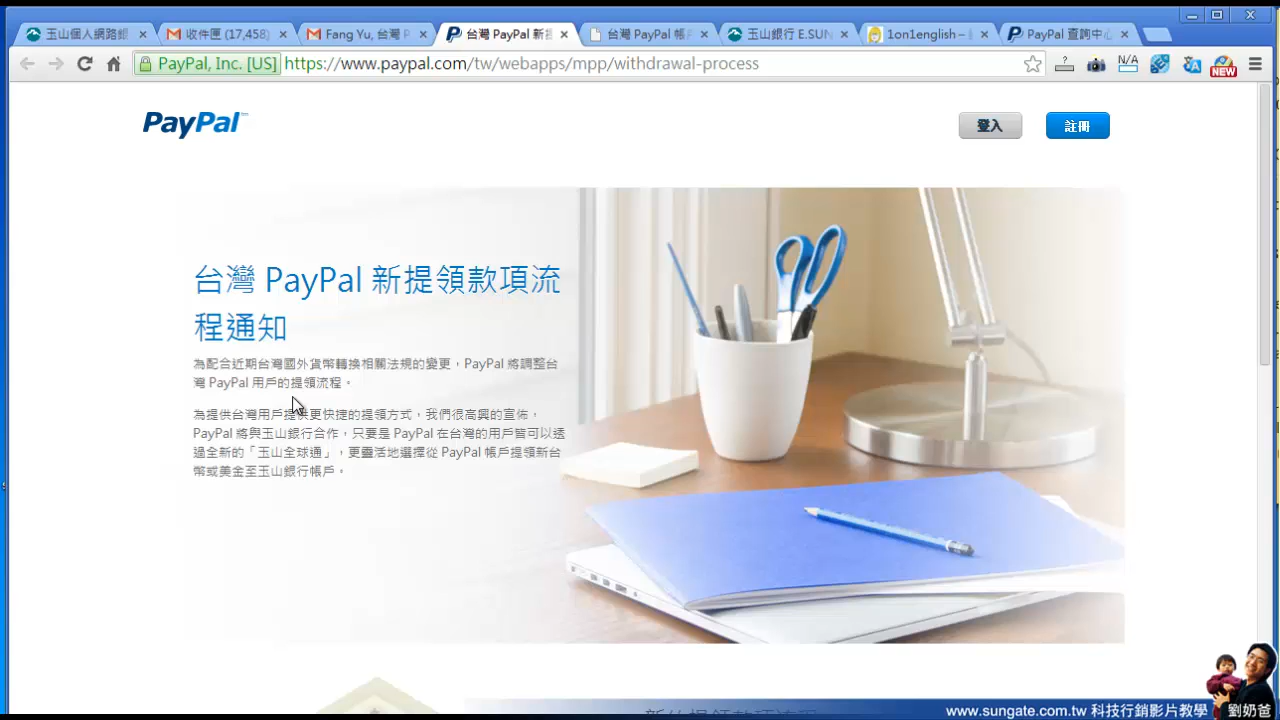 玉山個人網路銀
收件匣 (17,458)
Fang Yu, 台灣 P
台灣 PayPal 新提
台灣 PayPal 帳戶
玉山銀行 E.SUN
1on1english –
PayPal 查詢中心
PayPal, Inc. [US]
https://www.paypal.com/tw/webapps/mpp/withdrawal-process
?
N/A
NEW
PayPal
登入
註冊
台灣 PayPal 新提領款項流
程通知
為配合近期台灣國外貨幣轉換相關法規的變更，PayPal 將調整台
灣 PayPal 用戶的提領流程。
為提供台灣用戶提供更快捷的提領方式，我們很高興的宣佈，
PayPal 將與玉山銀行合作，只要是 PayPal 在台灣的用戶皆可以透
過全新的「玉山全球通」，更靈活地選擇從 PayPal 帳戶提領新台
幣或美金至玉山銀行帳戶。
新的提領款項流程
www.sungate.com.tw 科技行銷影片教學
劉奶爸